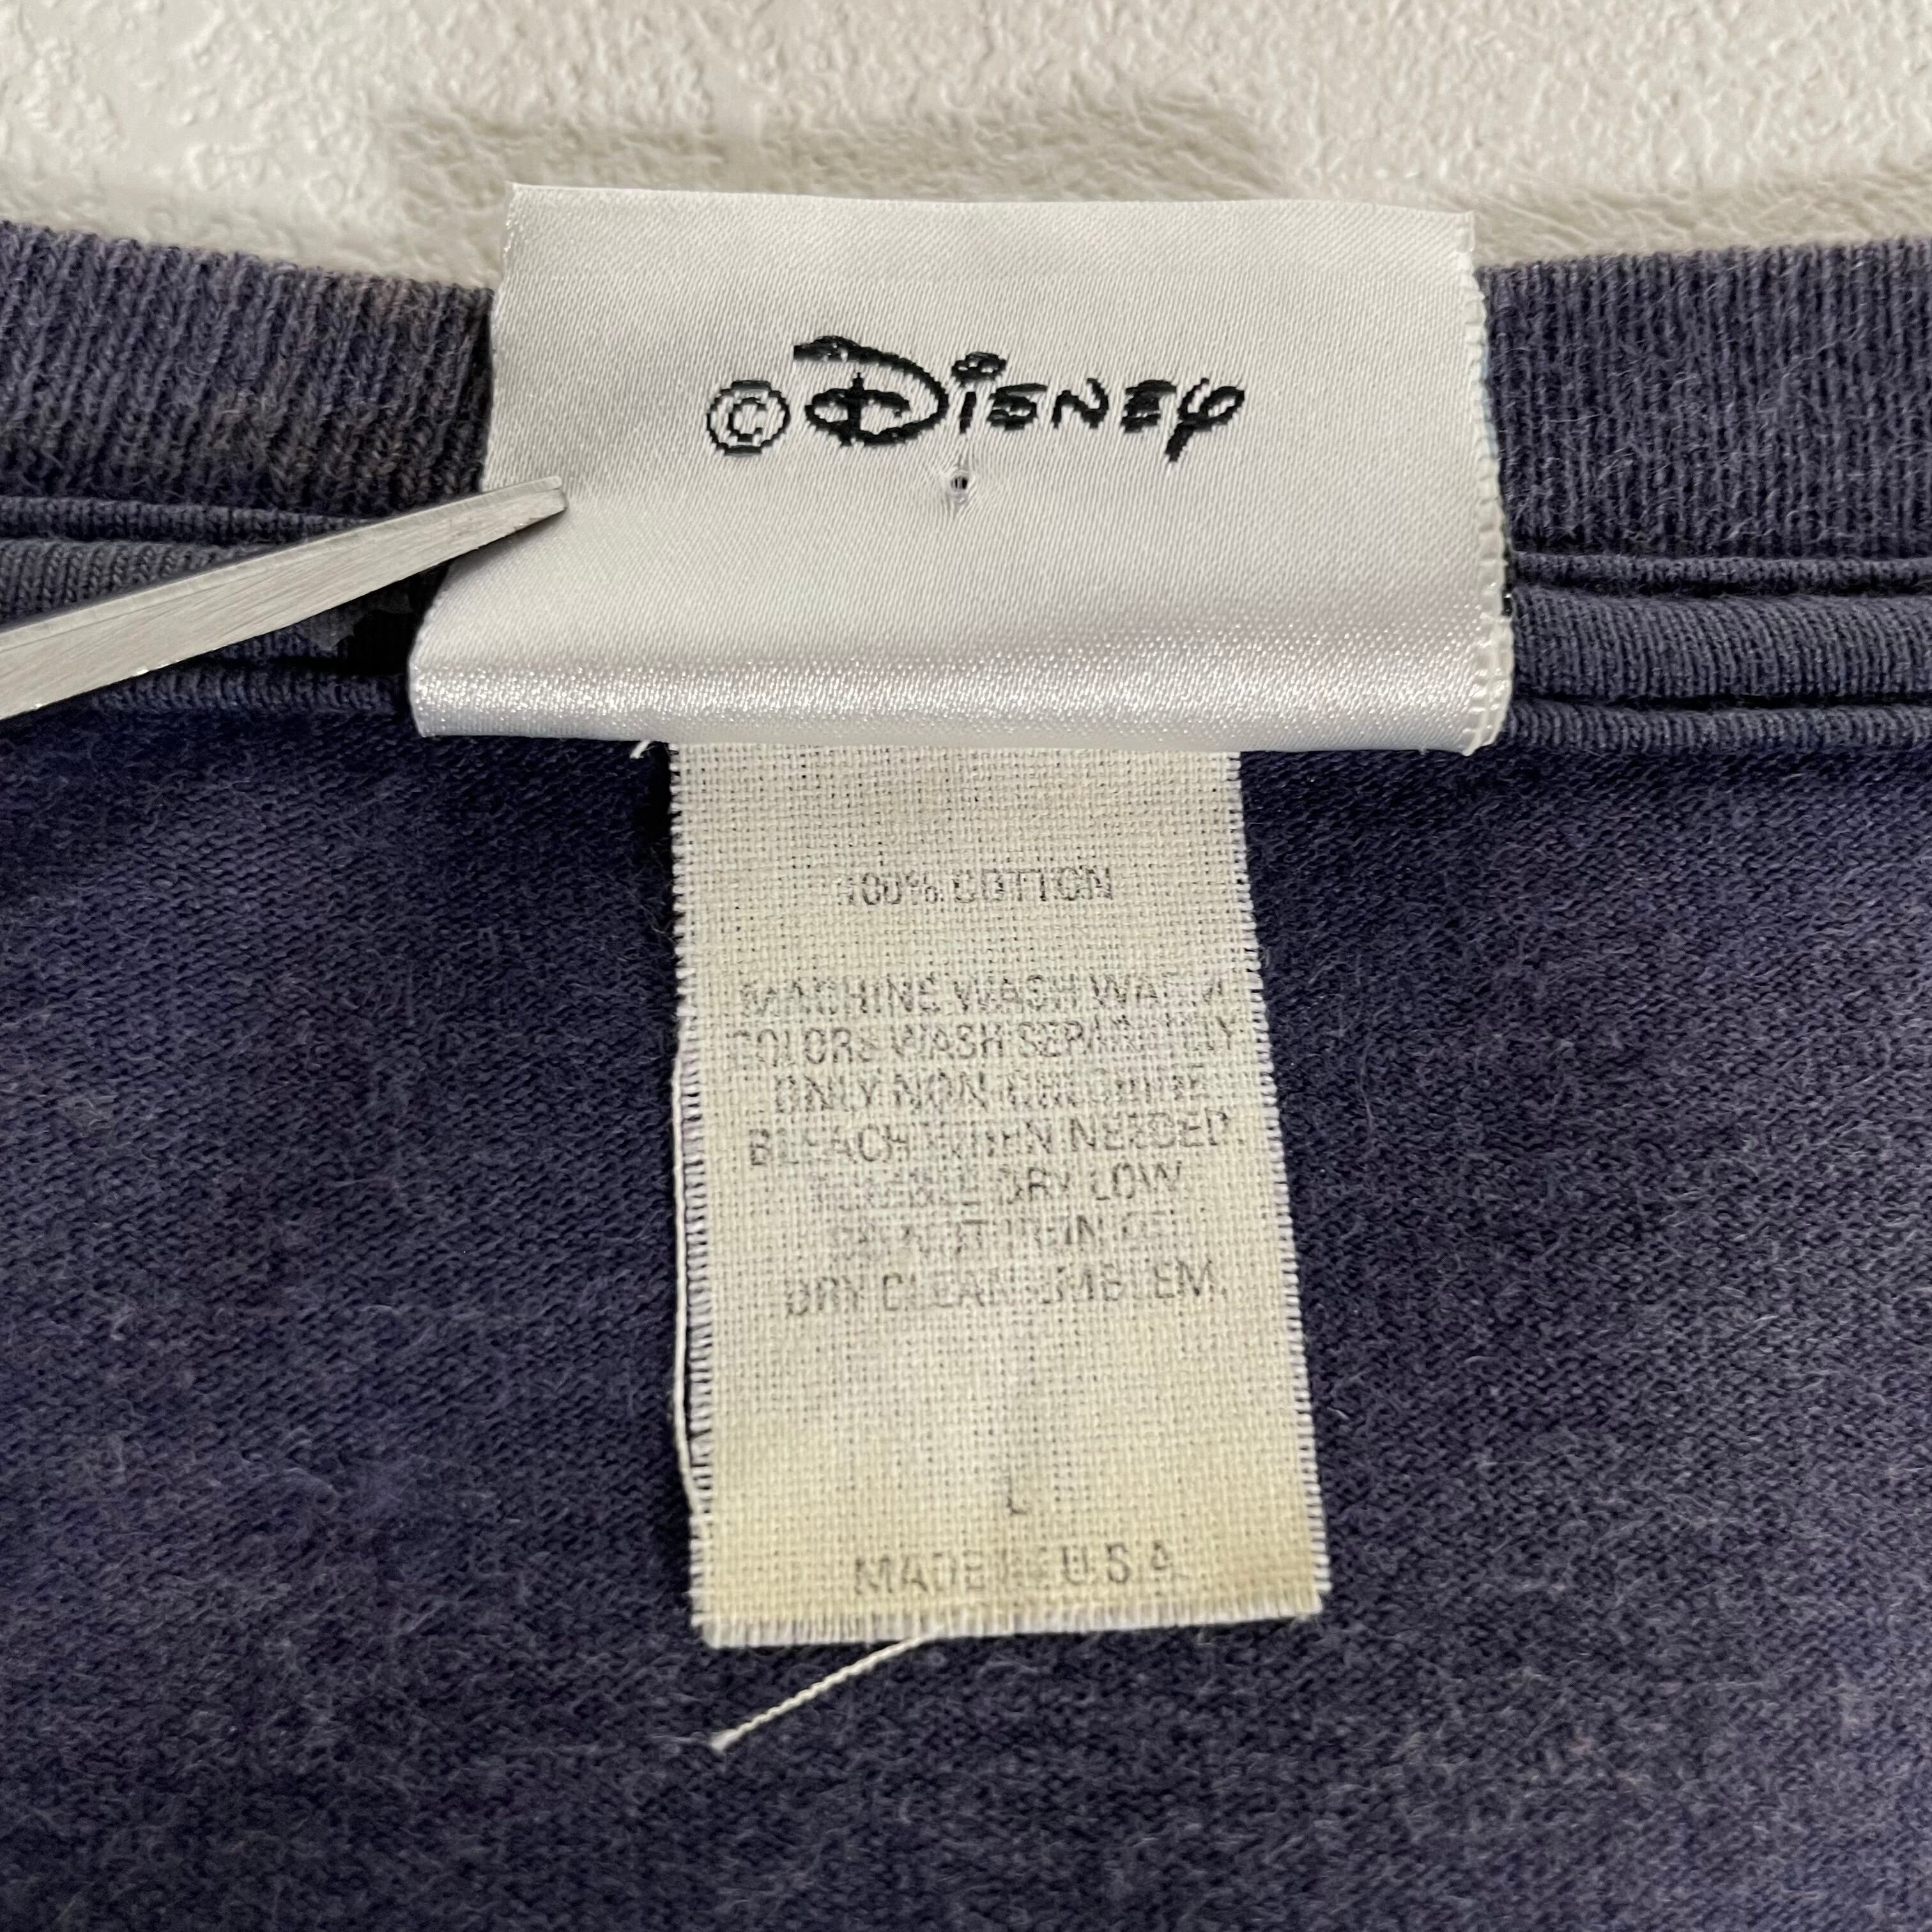 © Disney
100% COTTON
MACHINE WASH WARM
COLORS WASH SEPARATELY
ONLY NON-CHLORINE
BLEACH WHEN NEEDED.
TUMBLE DRY LOW
DO NOT IRON OR
DRY CLEAN EMBLEM.
L
MADE IN U.S.A.